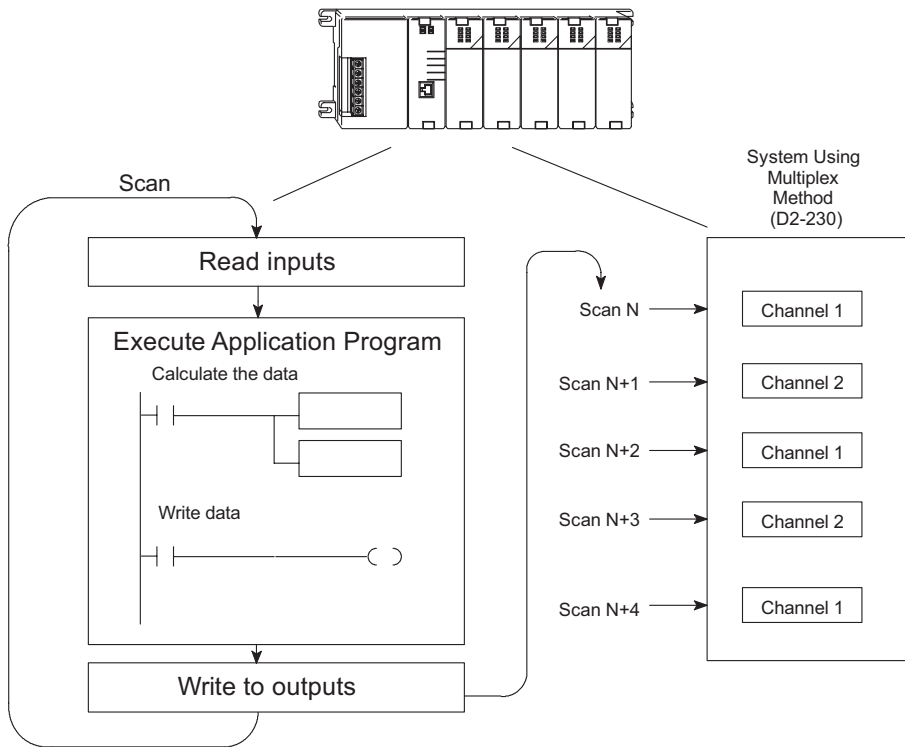 Scan
Read inputs
Execute Application Program
Calculate the data
Write data
Write to outputs
System Using
Multiplex
Method
(D2-230)
Scan N
Channel 1
Scan N+1
Channel 2
Scan N+2
Channel 1
Scan N+3
Channel 2
Scan N+4
Channel 1